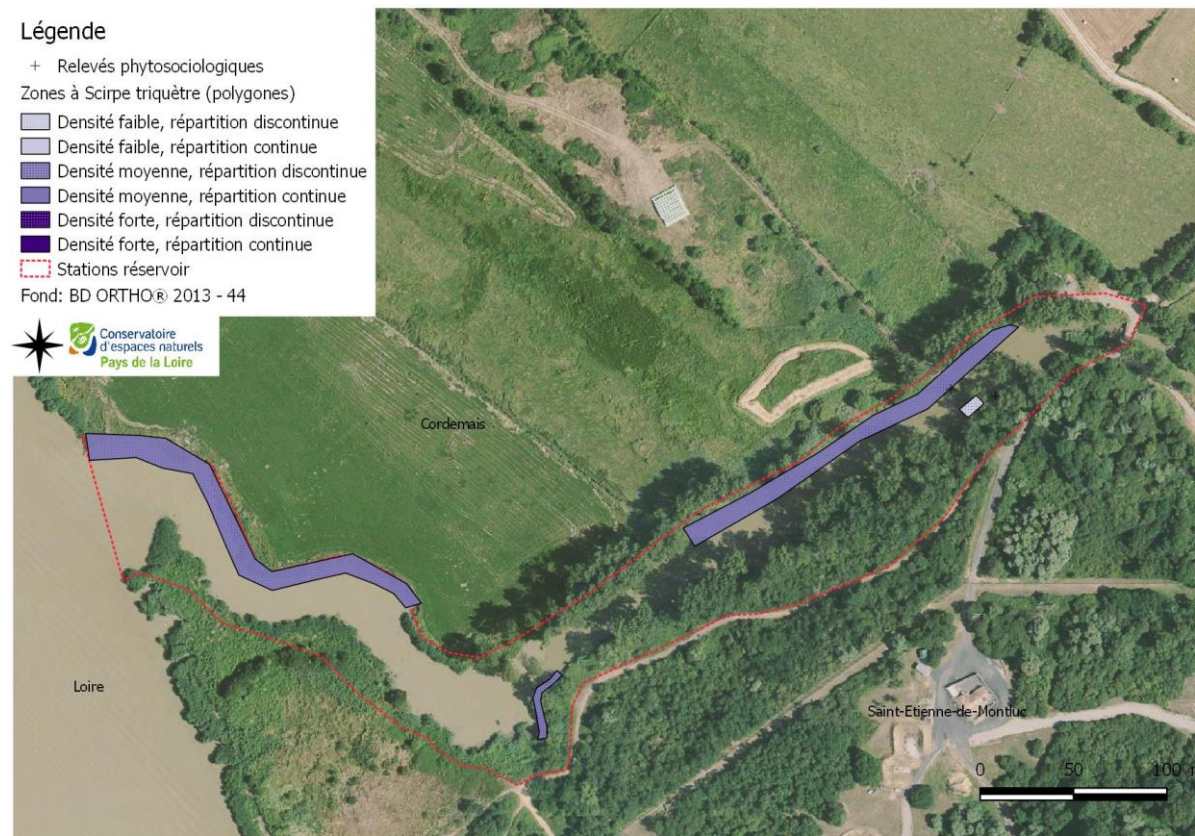 Légende
+ Relevés phytosociologiques
Zones à Scirpe triquètre (polygones)
Densité faible, répartition discontinue
Densité faible, répartition continue
Densité moyenne, répartition discontinue
Densité moyenne, répartition continue
Densité forte, répartition discontinue
Densité forte, répartition continue
Stations réservoir
Fond: BD ORTHO® 2013 - 44
Conservatoire
d'espaces naturels
Pays de la Loire
Cordemais
Loire
Saint-Etienne-de-Montluc
0 50 100